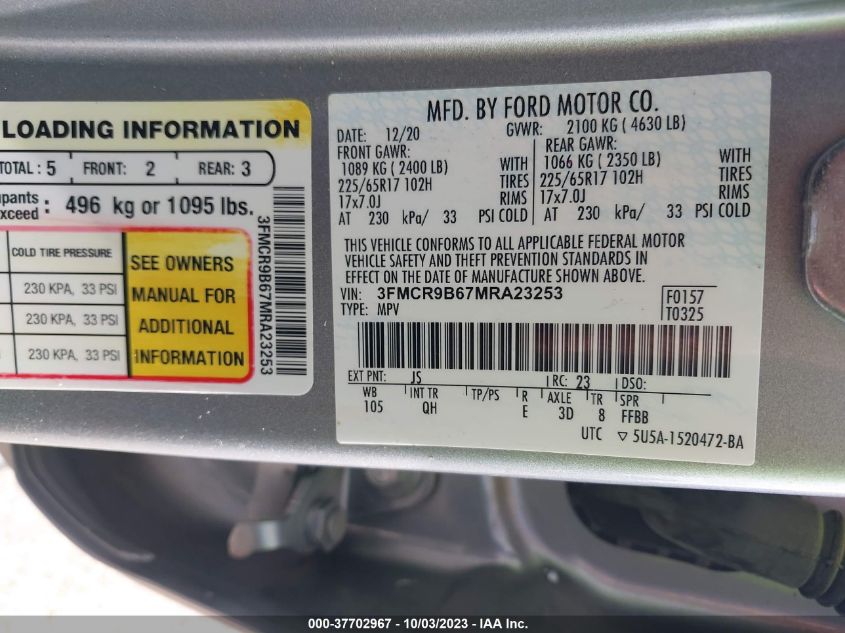 LOADING INFORMATION
TOTAL : 5 FRONT: 2 REAR: 3
exceed : 496 kg or 1095 lbs.
COLD TIRE PRESSURE
230 KPA, 33 PSI
230 KPA, 33 PSI
230 KPA, 33 PSI
SEE OWNERS
MANUAL FOR
ADDITIONAL
INFORMATION
3FMCR9B67MRA23253
MFD. BY FORD MOTOR CO.
DATE: 12/20 GVWR: 2100 KG ( 4630 LB)
FRONT GAWR: REAR GAWR:
1089 KG ( 2400 LB) WITH 1066 KG ( 2350 LB) WITH
225/65R17 102H TIRES 225/65R17 102H TIRES
17x7.0J RIMS 17x7.0J RIMS
AT 230 kPa/ 33 PSI COLD AT 230 kPa/ 33 PSI COLD
THIS VEHICLE CONFORMS TO ALL APPLICABLE FEDERAL MOTOR
VEHICLE SAFETY AND THEFT PREVENTION STANDARDS IN
EFFECT ON THE DATE OF MANUFACTURE SHOWN ABOVE.
VIN: 3FMCR9B67MRA23253 F0157
TYPE: MPV T0325
EXT PNT: JS RC: 23 DSO:
WB INT TR TP/PS R AXLE TR SPR
105 QH E 3D 8 FFBB
UTC ▽ 5U5A-1520472-BA
000-37702967 - 10/03/2023 - IAA Inc.